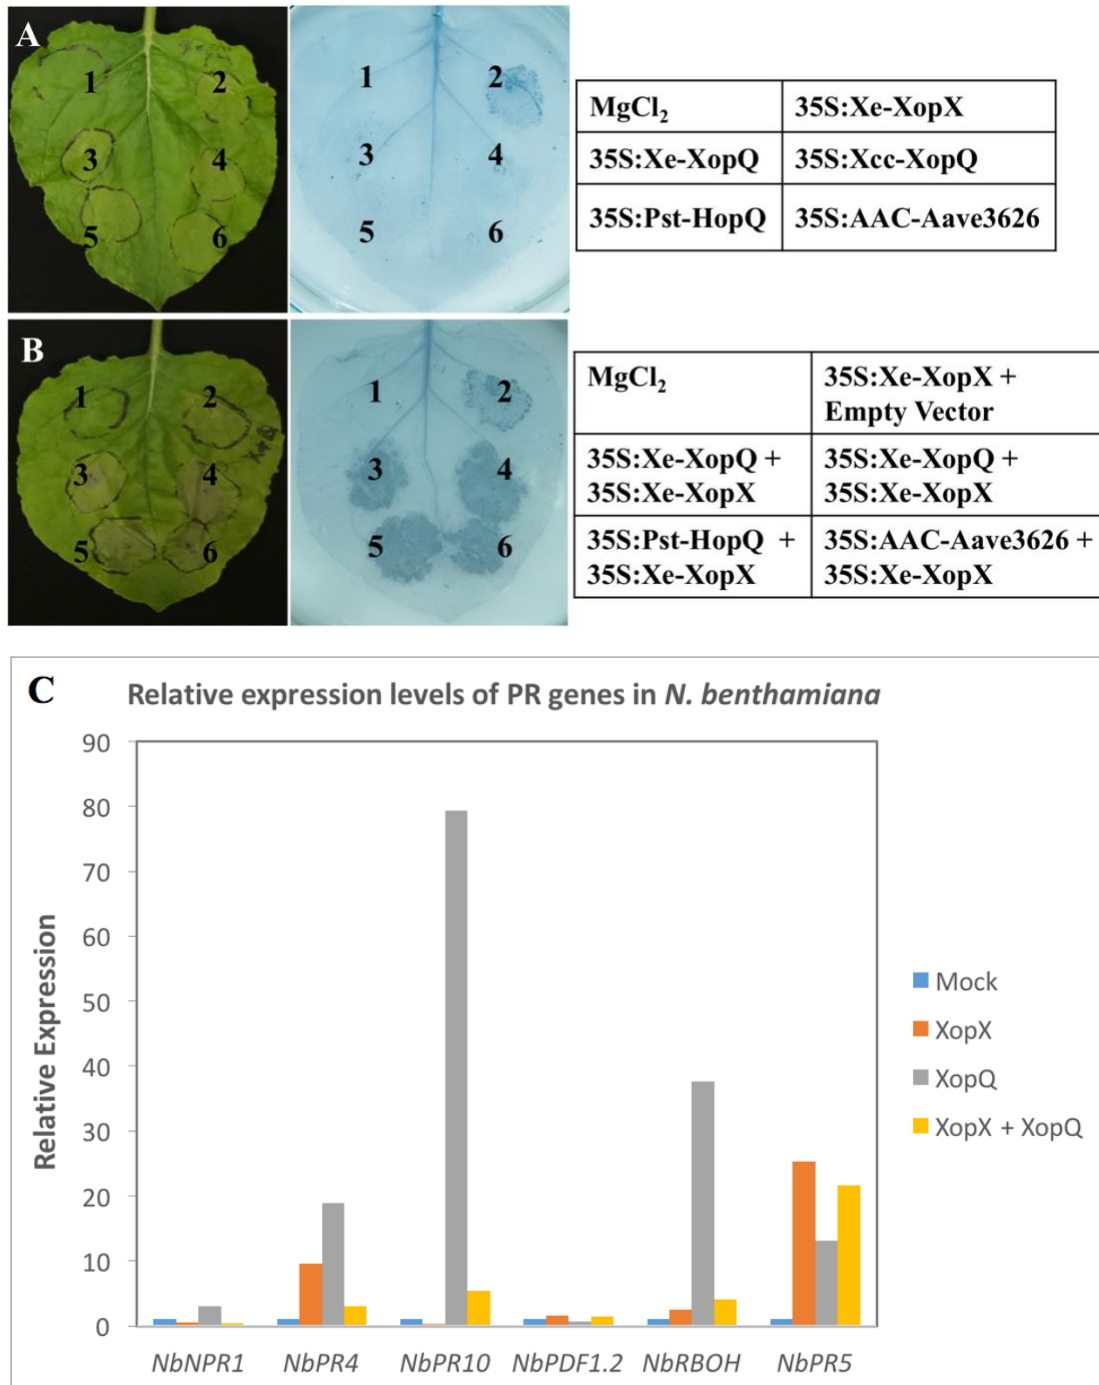 A
1
2
3
4
5
6
1
2
3
4
5
6
MgCl₂
35S:Xe-XopX
35S:Xe-XopQ
35S:Xcc-XopQ
35S:Pst-HopQ
35S:AAC-Aave3626
B
1
2
3
4
5
6
1
2
3
4
5
6
MgCl₂
35S:Xe-XopX +
Empty Vector
35S:Xe-XopQ +
35S:Xe-XopX
35S:Xe-XopQ +
35S:Xe-XopX
35S:Pst-HopQ +
35S:Xe-XopX
35S:AAC-Aave3626 +
35S:Xe-XopX
C
Relative expression levels of PR genes in N. benthamiana
Relative Expression
90
80
70
60
50
40
30
20
10
0
NbNPR1
NbPR4
NbPR10
NbPDF1.2
NbRBOH
NbPR5
Mock
XopX
XopQ
XopX + XopQ